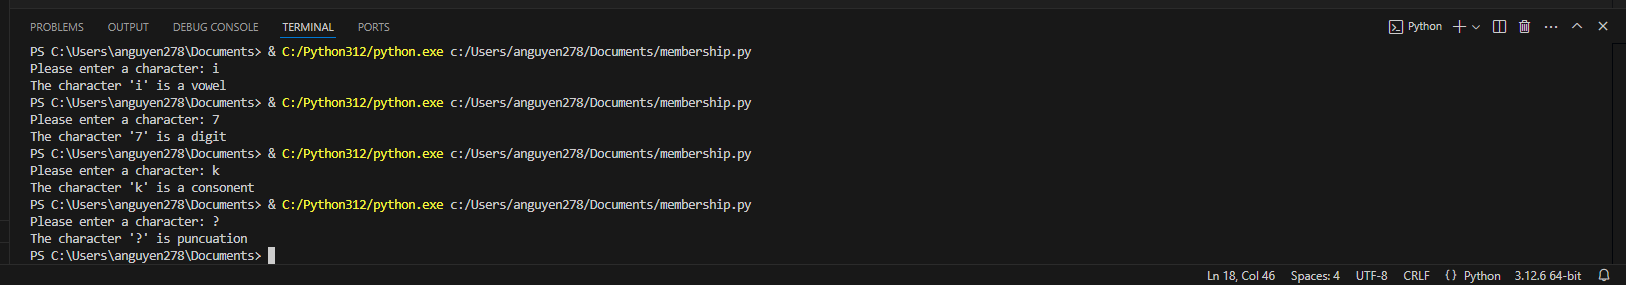 PROBLEMS OUTPUT DEBUG CONSOLE TERMINAL PORTS Python
PS C:\Users\anguyen278\Documents> & C:/Python312/python.exe c:/Users/anguyen278/Documents/membership.py
Please enter a character: i
The character 'i' is a vowel
PS C:\Users\anguyen278\Documents> & C:/Python312/python.exe c:/Users/anguyen278/Documents/membership.py
Please enter a character: 7
The character '7' is a digit
PS C:\Users\anguyen278\Documents> & C:/Python312/python.exe c:/Users/anguyen278/Documents/membership.py
Please enter a character: k
The character 'k' is a consonent
PS C:\Users\anguyen278\Documents> & C:/Python312/python.exe c:/Users/anguyen278/Documents/membership.py
Please enter a character: ?
The character '?' is puncuation
PS C:\Users\anguyen278\Documents>
Ln 18, Col 46 Spaces: 4 UTF-8 CRLF {} Python 3.12.6 64-bit